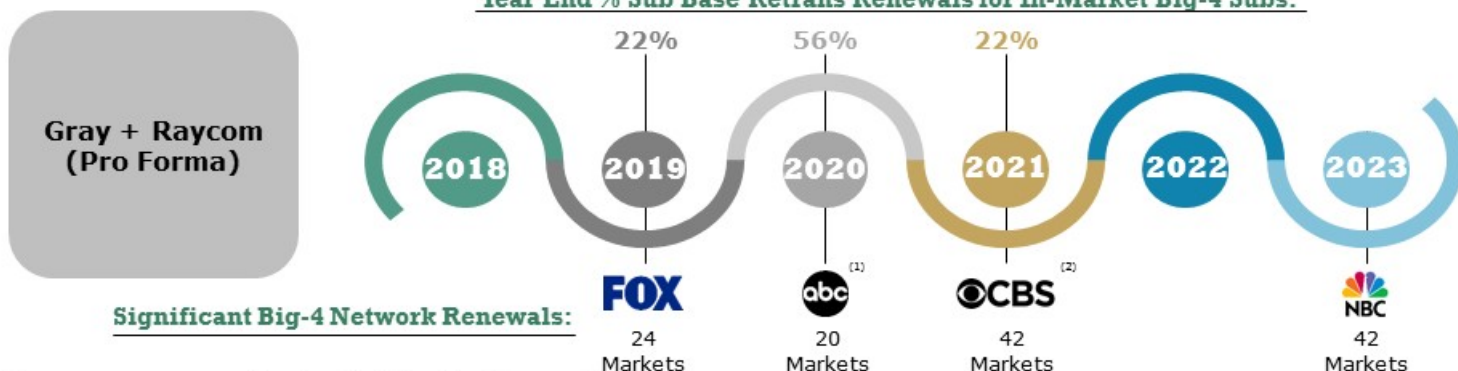 Year End % Sub Base Retrans Renewals for In-Market Big-4 Subs:
22%
56%
22%
Gray + Raycom
(Pro Forma)
2018
2019
2020
2021
2022
2023
FOX
abc
(1)
CBS
(2)
NBC
Significant Big-4 Network Renewals:
24
Markets
20
Markets
42
Markets
42
Markets